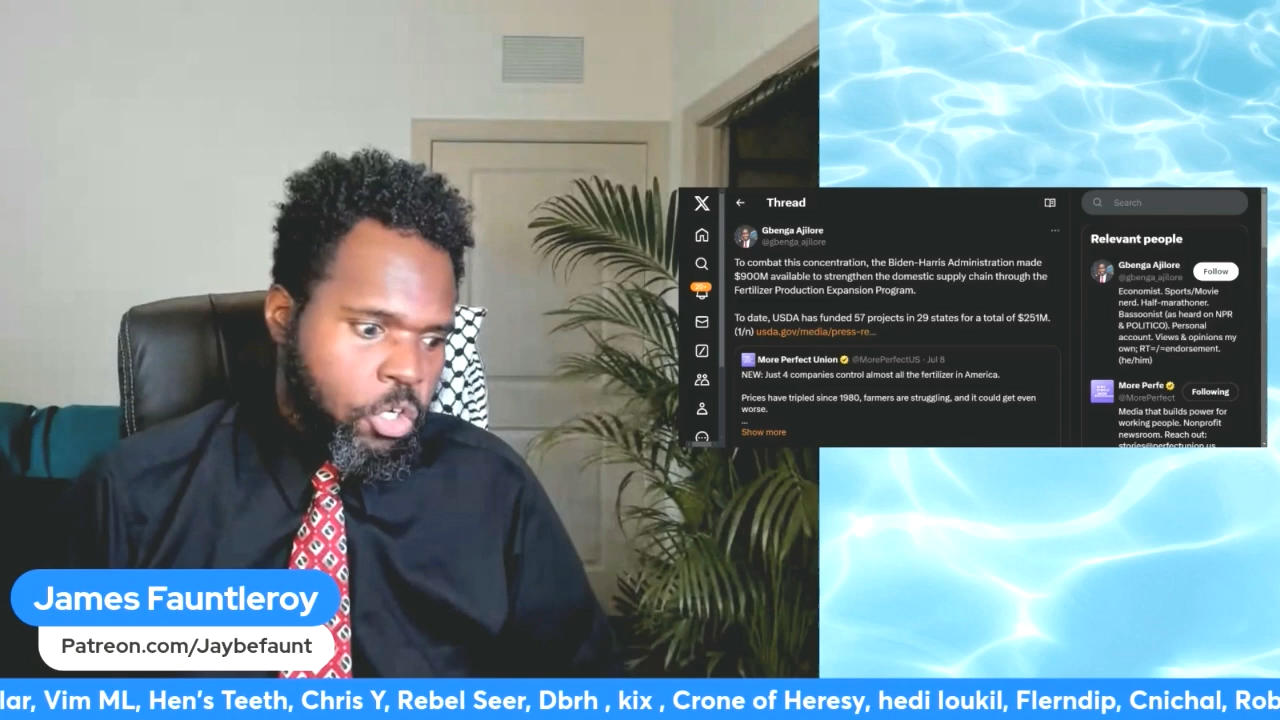 Thread
Search
Gbenga Ajilore
@gbenga_ajilore
To combat this concentration, the Biden-Harris Administration made
$900M available to strengthen the domestic supply chain through the
Fertilizer Production Expansion Program.
To date, USDA has funded 57 projects in 29 states for a total of $251M.
(1/n) usda.gov/media/press-re...
More Perfect Union @MorePerfectUS · Jul 8
NEW: Just 4 companies control almost all the fertilizer in America.
Prices have tripled since 1980, farmers are struggling, and it could get even
worse.
...
Show more
Relevant people
Gbenga Ajilore
@gbenga_ajilore
Follow
Economist. Sports/Movie
nerd. Half-marathoner.
Bassoonist (as heard on NPR
& POLITICO). Personal
account. Views & opinions my
own; RT=/=endorsement.
(he/him)
More Perfe
@MorePerfect
Following
Media that builds power for
working people. Nonprofit
newsroom. Reach out:
stories@perfectunion.us
James Fauntleroy
Patreon.com/Jaybefaunt
lar, Vim ML, Hen's Teeth, Chris Y, Rebel Seer, Dbrh , kix , Crone of Heresy, hedi loukil, Flerndip, Cnichal, Rob